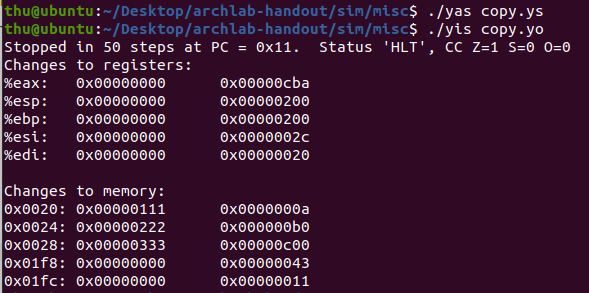 thu@ubuntu:~/Desktop/archlab-handout/sim/misc$ ./yas copy.ys
thu@ubuntu:~/Desktop/archlab-handout/sim/misc$ ./yis copy.yo
Stopped in 50 steps at PC = 0x11.  Status 'HLT', CC Z=1 S=0 O=0
Changes to registers:
%eax:   0x00000000      0x00000cba
%esp:   0x00000000      0x00000200
%ebp:   0x00000000      0x00000200
%esi:   0x00000000      0x0000002c
%edi:   0x00000000      0x00000020

Changes to memory:
0x0020: 0x00000111      0x0000000a
0x0024: 0x00000222      0x000000b0
0x0028: 0x00000333      0x00000c00
0x01f8: 0x00000000      0x00000043
0x01fc: 0x00000000      0x00000011